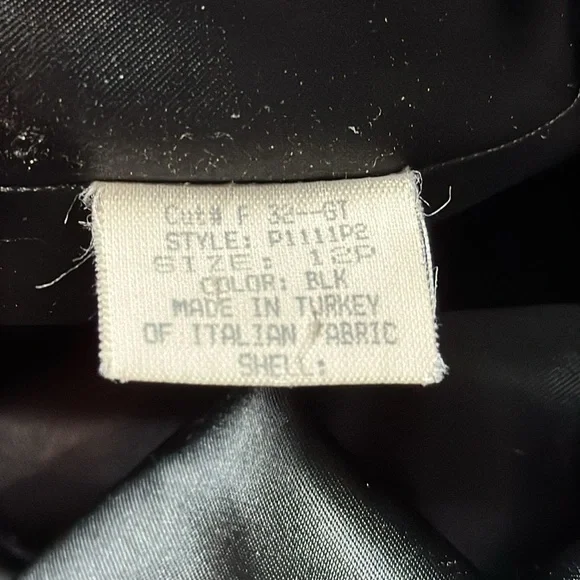 Cut# F 32--GT
STYLE: P1111P2
SIZE: 12P
COLOR: BLK
MADE IN TURKEY
OF ITALIAN FABRIC
SHELL: